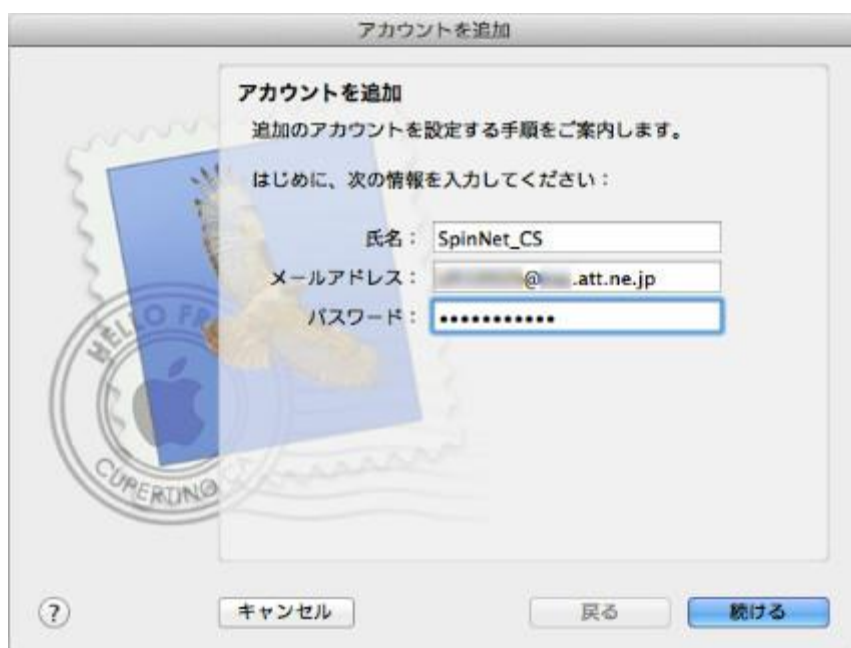 アカウントを追加
アカウントを追加
追加のアカウントを設定する手順をご案内します。
はじめに、次の情報を入力してください：
氏名： SpinNet_CS
メールアドレス： @ .att.ne.jp
パスワード： •••••••••••
HELLO FR
CUPERTINO CA
? キャンセル 戻る 続ける